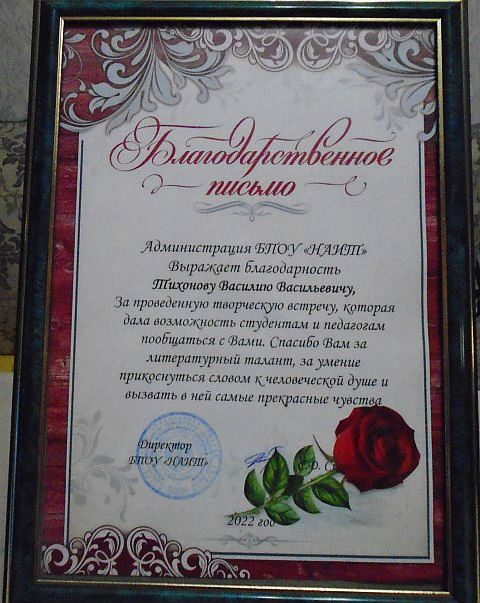 Благодарственное
письмо
Администрация БПОУ «НАИТ»
Выражает благодарность
Тихонову Василию Васильевичу,
За проведенную творческую встречу, которая
дала возможность студентам и педагогам
пообщаться с Вами. Спасибо Вам за
литературный талант, за умение
прикоснуться словом к человеческой душе и
вызвать в ней самые прекрасные чувства
Директор
БПОУ «НАИТ»
2022 год